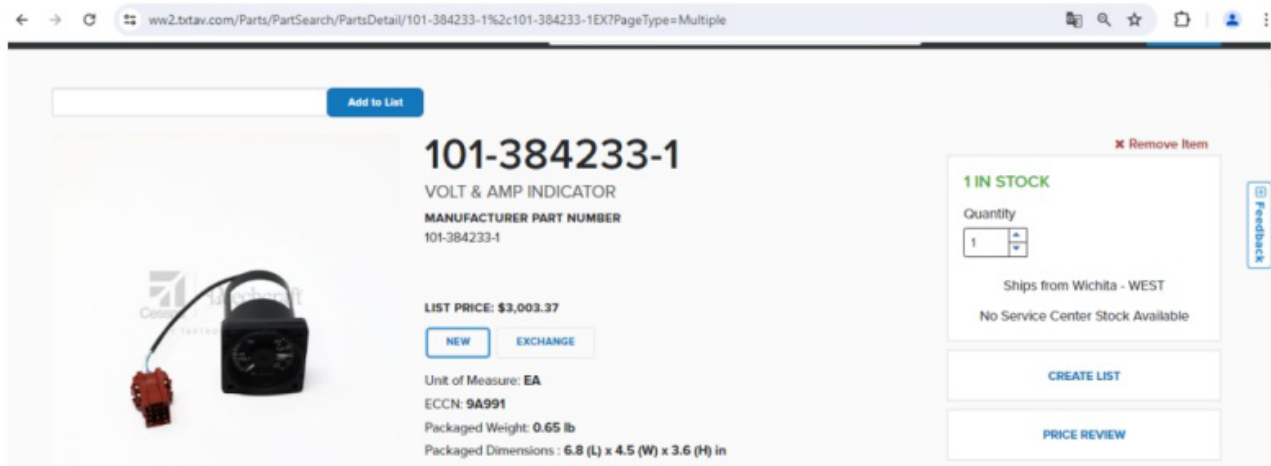 ww2.txtav.com/Parts/PartSearch/PartsDetail/101-384233-1%2c101-384233-1EX?PageType=Multiple
Add to List
101-384233-1
VOLT & AMP INDICATOR
MANUFACTURER PART NUMBER
101-384233-1
LIST PRICE: $3,003.37
NEW EXCHANGE
Unit of Measure: EA
ECCN: 9A991
Packaged Weight: 0.65 lb
Packaged Dimensions : 6.8 (L) x 4.5 (W) x 3.6 (H) in
✖ Remove Item
1 IN STOCK
Quantity
1
Ships from Wichita - WEST
No Service Center Stock Available
CREATE LIST
PRICE REVIEW
Feedback